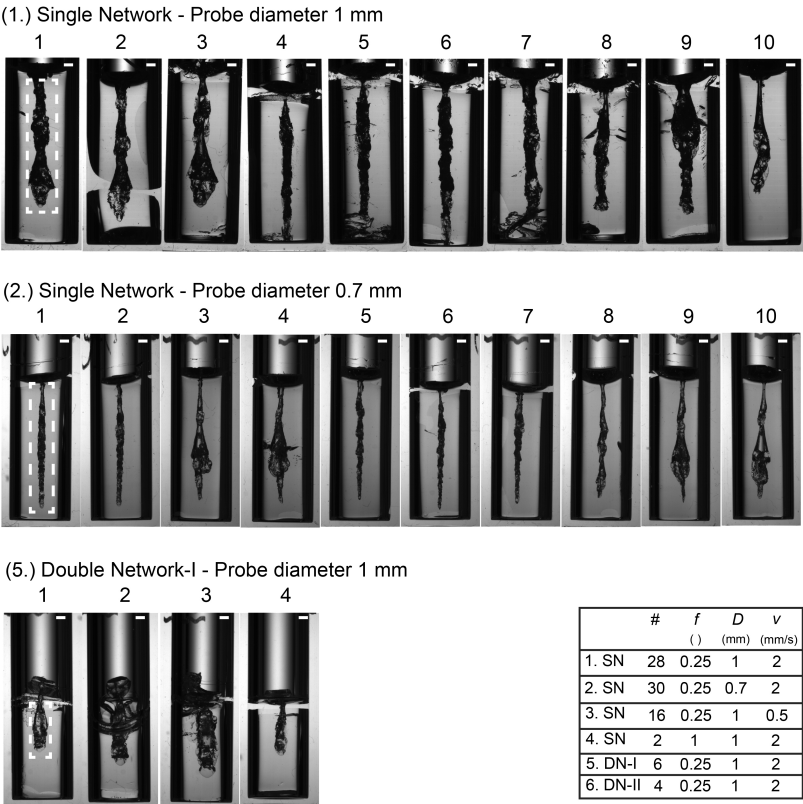 (1.) Single Network - Probe diameter 1 mm
1 2 3 4 5 6 7 8 9 10
(2.) Single Network - Probe diameter 0.7 mm
1 2 3 4 5 6 7 8 9 10
(5.) Double Network-I - Probe diameter 1 mm
1 2 3 4
# f D v
( ) (mm) (mm/s)
1. SN 28 0.25 1 2
2. SN 30 0.25 0.7 2
3. SN 16 0.25 1 0.5
4. SN 2 1 1 2
5. DN-I 6 0.25 1 2
6. DN-II 4 0.25 1 2